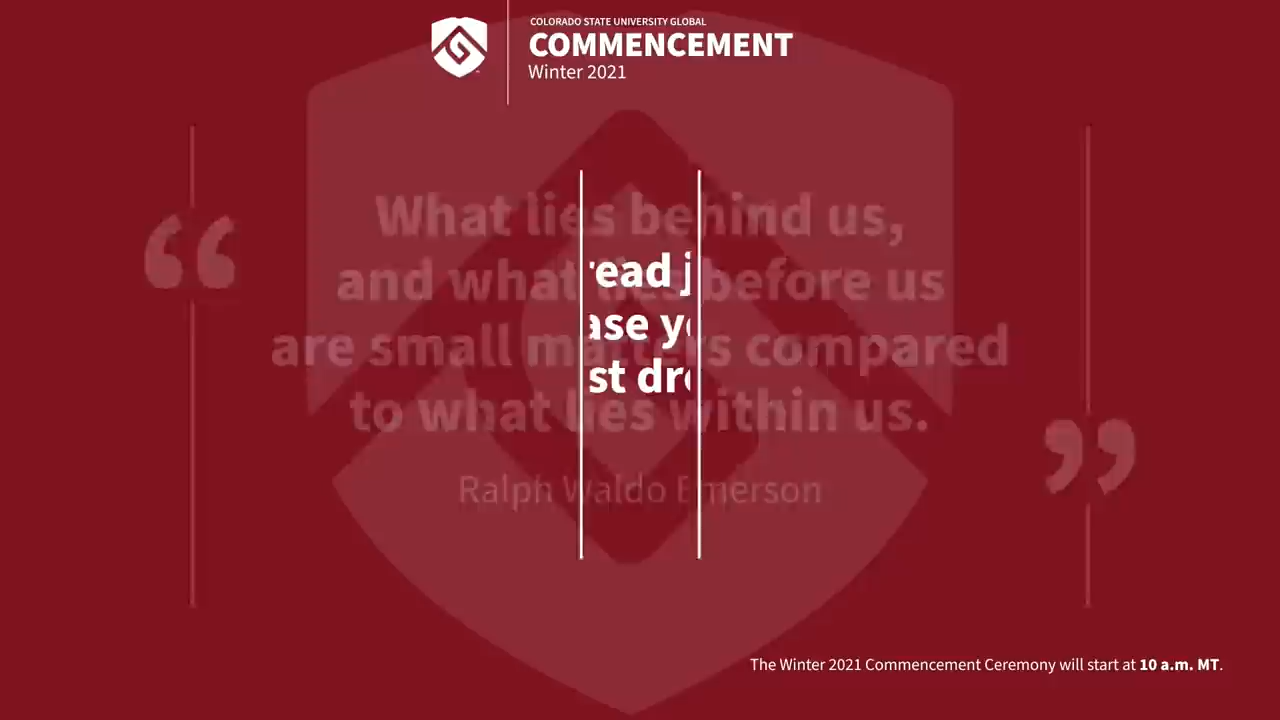 COLORADO STATE UNIVERSITY GLOBAL
COMMENCEMENT
Winter 2021
What lies behind us,
and what lies before us
are small matters compared
to what lies within us.
Ralph Waldo Emerson
The Winter 2021 Commencement Ceremony will start at 10 a.m. MT.